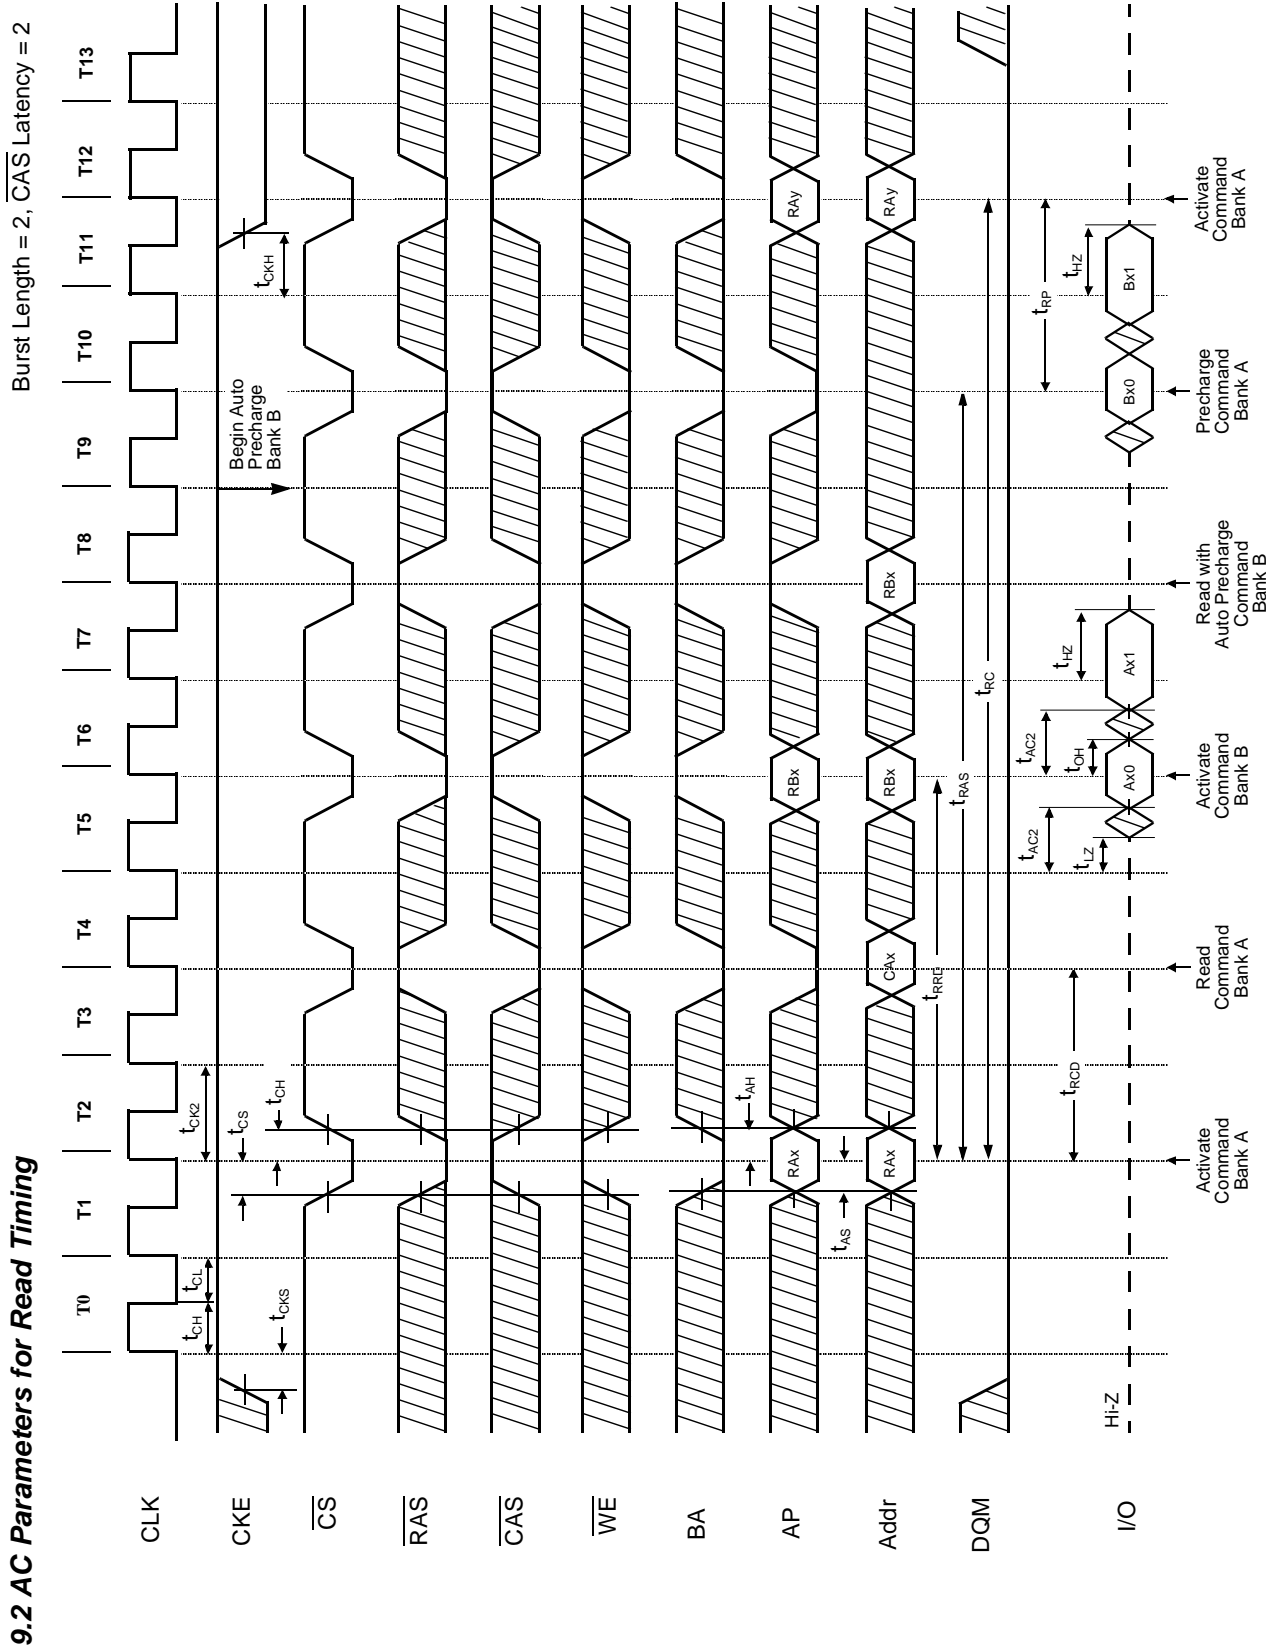 9.2 AC Parameters for Read Timing
Burst Length = 2, CAS Latency = 2
T0 T1 T2 T3 T4 T5 T6 T7 T8 T9 T10 T11 T12 T13
CLK
tCH tCL
tCK2
CKE
tCKS
tCS
tCH
Begin Auto
Precharge
Bank B
tCKH
CS
RAS
CAS
WE
BA
tAH
AP
RAx RBx RAy
tAS
Addr
RAx CAx RBx RBx RAy
tRRD
tRAS
tRC
DQM
tRCD
tAC2 tAC2
tLZ tOH
tHZ
tRP
tHZ
I/O
Hi-Z
Ax0 Ax1 Bx0 Bx1
Activate
Command
Bank A
Read
Command
Bank A
Activate
Command
Bank B
Read with
Auto Precharge
Command
Bank B
Precharge
Command
Bank A
Activate
Command
Bank A